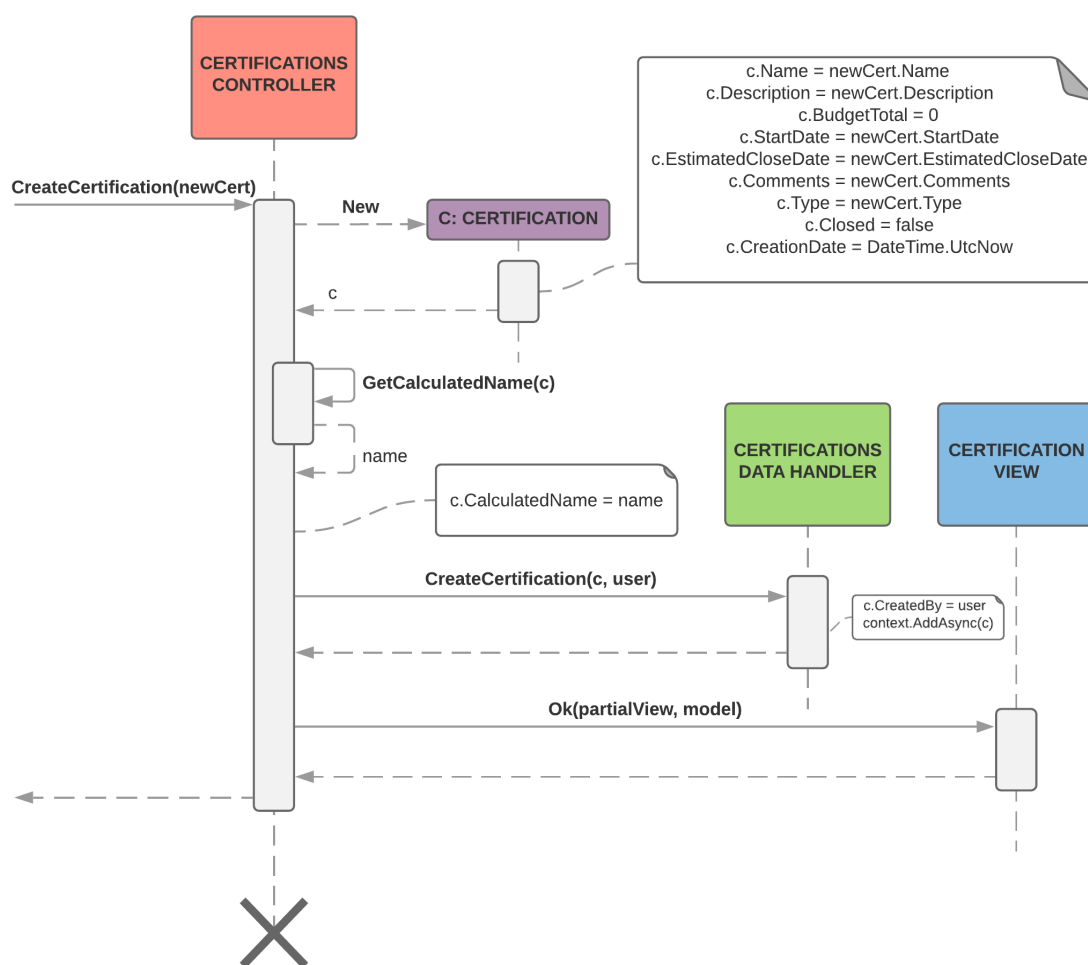 CERTIFICATIONS
CONTROLLER
c.Name = newCert.Name
c.Description = newCert.Description
c.BudgetTotal = 0
c.StartDate = newCert.StartDate
c.EstimatedCloseDate = newCert.EstimatedCloseDate
c.Comments = newCert.Comments
c.Type = newCert.Type
c.Closed = false
c.CreationDate = DateTime.UtcNow
CreateCertification(newCert)
New
C: CERTIFICATION
c
GetCalculatedName(c)
name
CERTIFICATIONS
DATA HANDLER
CERTIFICATION
VIEW
c.CalculatedName = name
CreateCertification(c, user)
c.CreatedBy = user
context.AddAsync(c)
Ok(partialView, model)